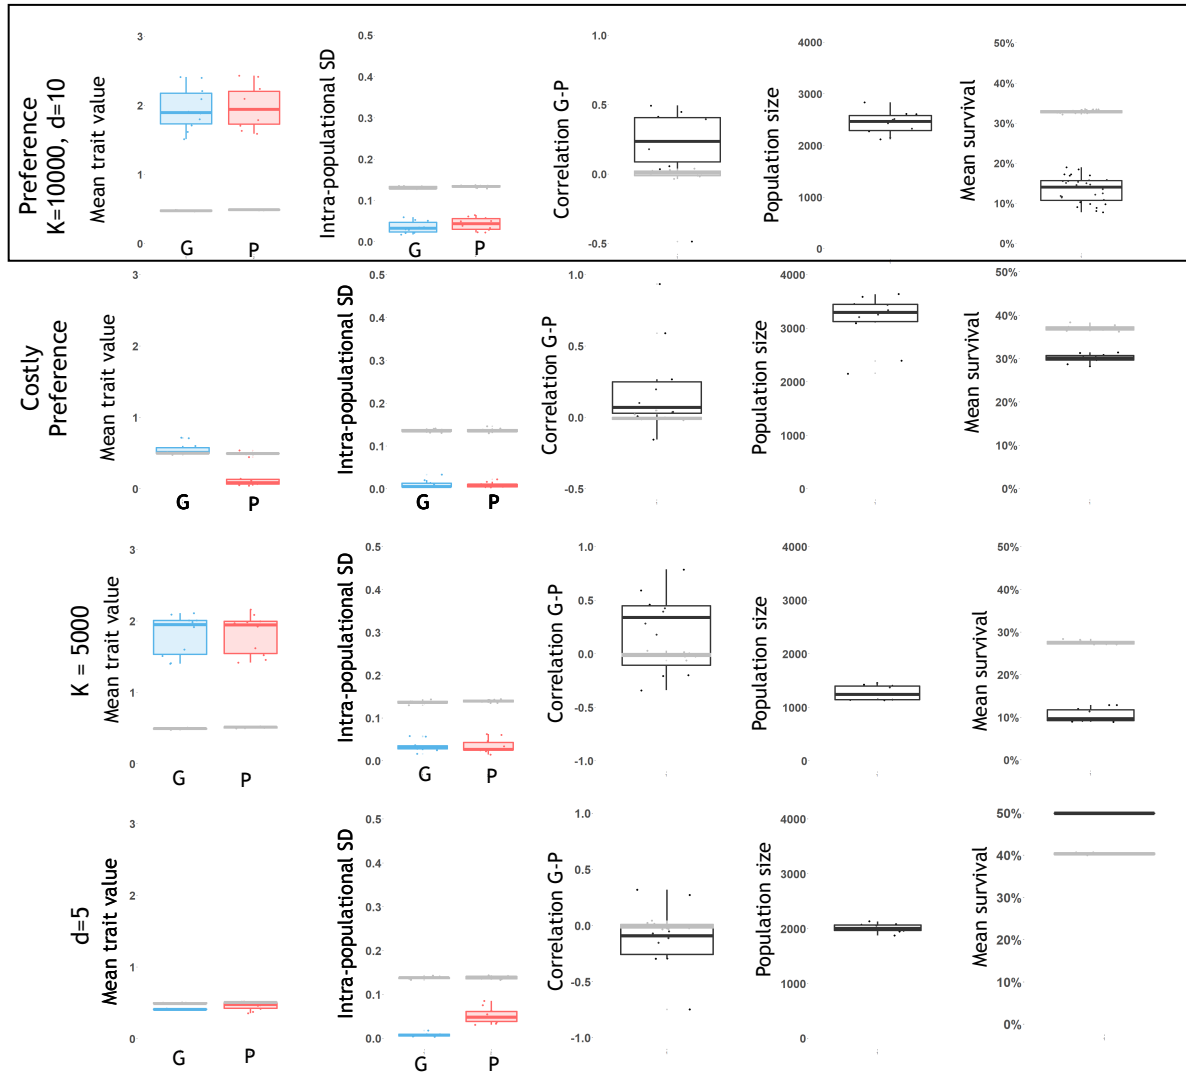 Preference
K=10000, d=10
Mean trait value
3
2
1
0
G
P
Intra-populational SD
0.5
0.4
0.3
0.2
0.1
0.0
G
P
Correlation G-P
1.0
0.5
0.0
-0.5
Population size
4000
3000
2000
1000
0
Mean survival
50%
40%
30%
20%
10%
0%
Costly
Preference
Mean trait value
3
2
1
0
G
P
Intra-populational SD
0.5
0.4
0.3
0.2
0.1
0.0
G
P
Correlation G-P
1.0
0.5
0.0
-0.5
Population size
4000
3000
2000
1000
0
Mean survival
50%
40%
30%
20%
10%
0%
K = 5000
Mean trait value
3
2
1
0
G
P
Intra-populational SD
0.5
0.4
0.3
0.2
0.1
0.0
G
P
Correlation G-P
1.0
0.5
0.0
-0.5
-1.0
Population size
4000
3000
2000
1000
0
Mean survival
50%
40%
30%
20%
10%
0%
d=5
Mean trait value
3
2
1
0
G
P
Intra-populational SD
0.5
0.4
0.3
0.2
0.1
0.0
G
P
Correlation G-P
1.0
0.5
0.0
-0.5
-1.0
Population size
4000
3000
2000
1000
0
Mean survival
50%
40%
30%
20%
10%
0%